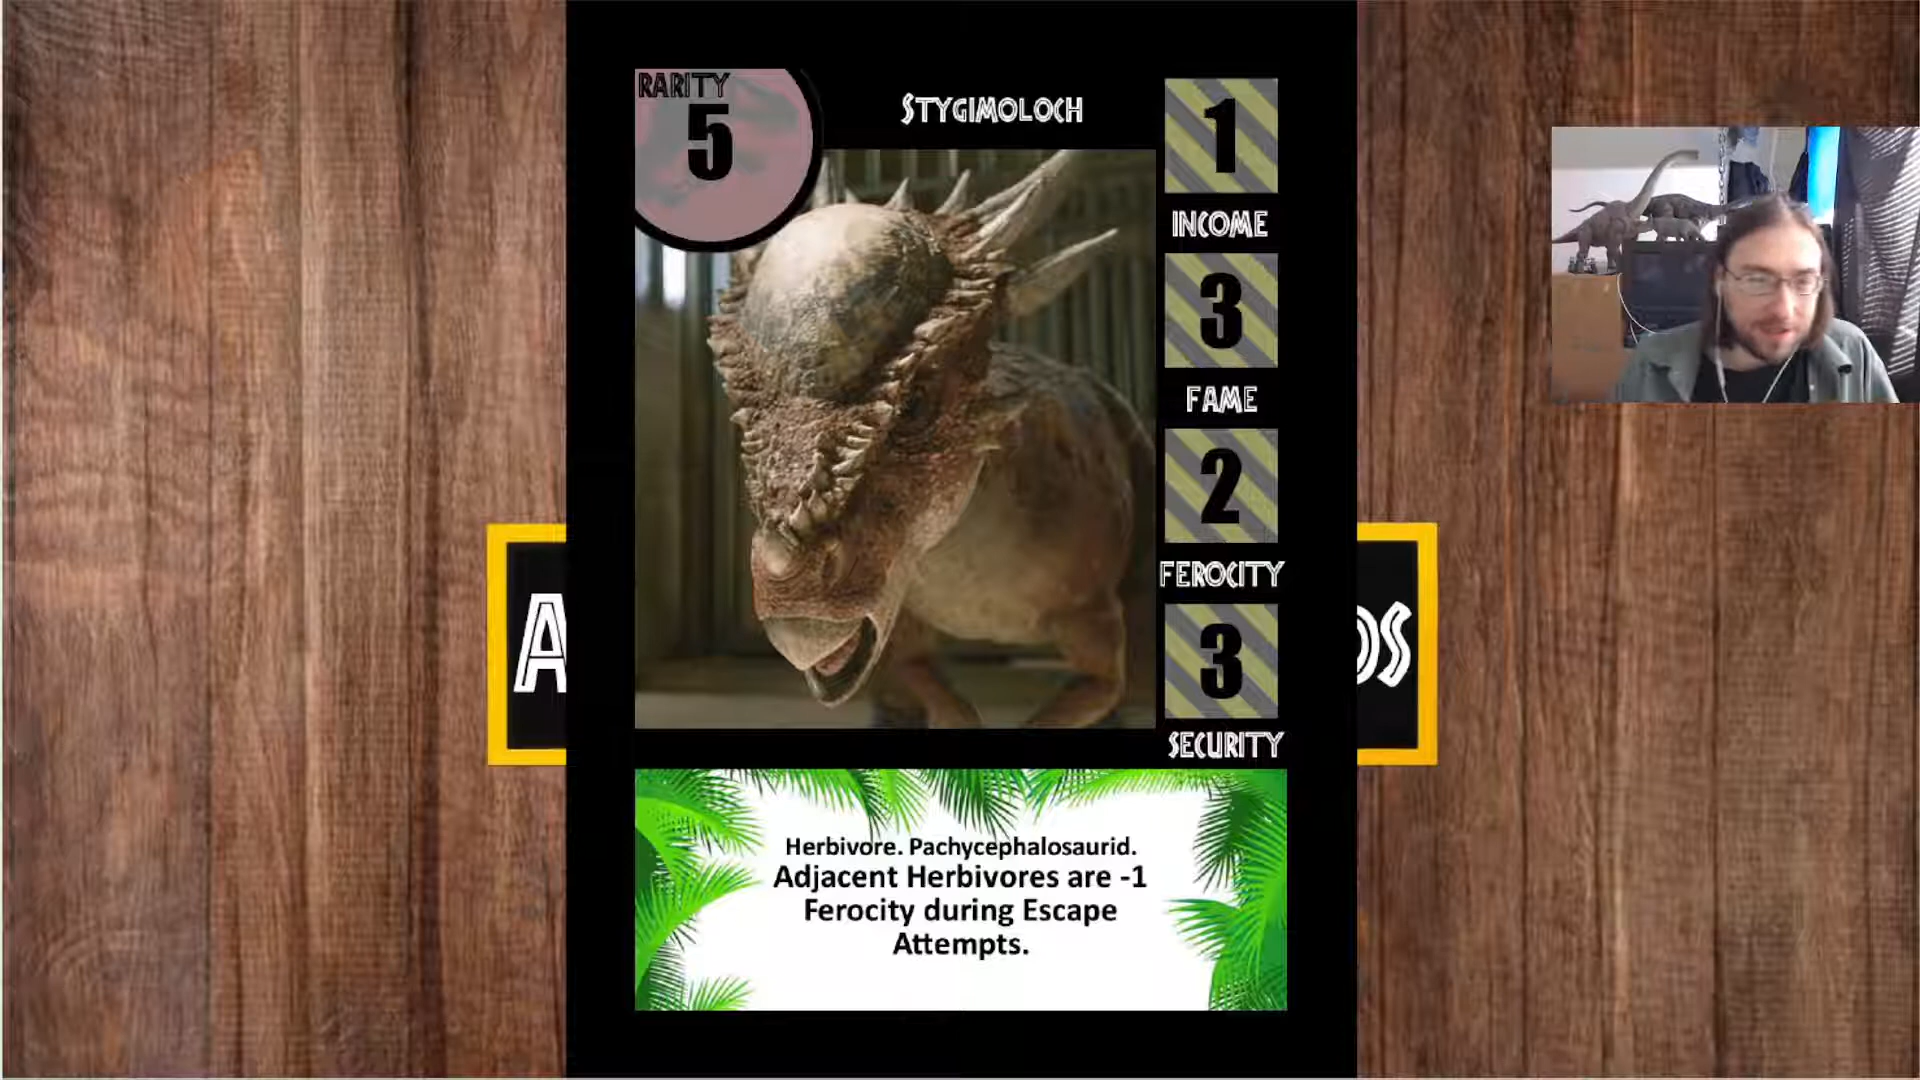 RARITY
5
STYGIMOLOCH
1
INCOME
3
FAME
2
FEROCITY
3
SECURITY
A
OS
Herbivore. Pachycephalosaurid.
Adjacent Herbivores are -1
Ferocity during Escape
Attempts.